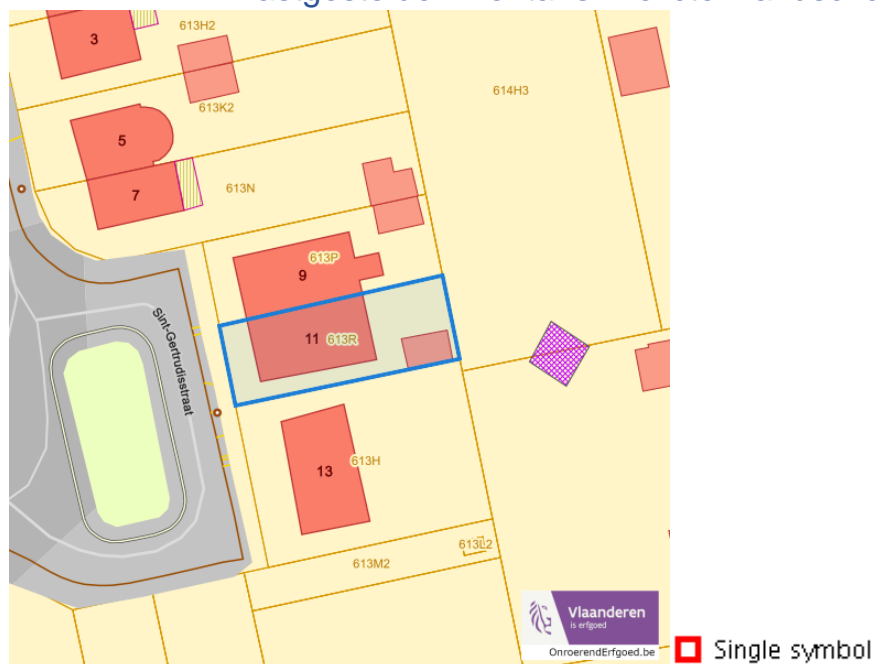 3
613H2
614H3
613K2
5
7
613N
9
613P
Sint-Gertrudisstraat
11
613R
13
613H
613L2
613M2
Vlaanderen
is erfgoed
OnroerendErfgoed.be
Single symbol